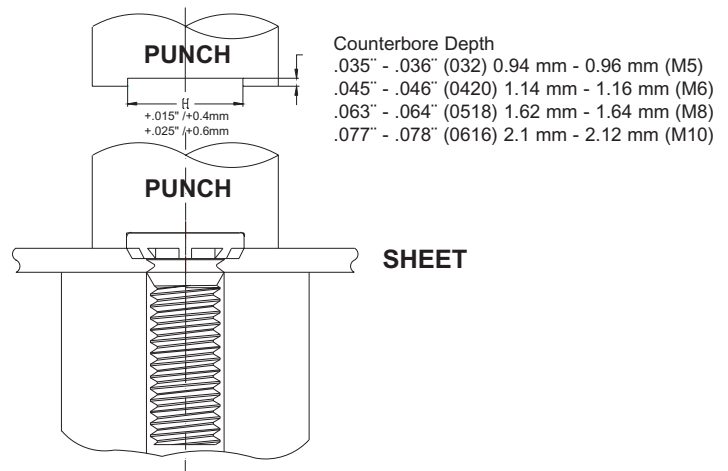 PUNCH
H
+.015" /+0.4mm
+.025" /+0.6mm
Counterbore Depth
.035¨ - .036¨ (032) 0.94 mm - 0.96 mm (M5)
.045¨ - .046¨ (0420) 1.14 mm - 1.16 mm (M6)
.063¨ - .064¨ (0518) 1.62 mm - 1.64 mm (M8)
.077¨ - .078¨ (0616) 2.1 mm - 2.12 mm (M10)
PUNCH
SHEET